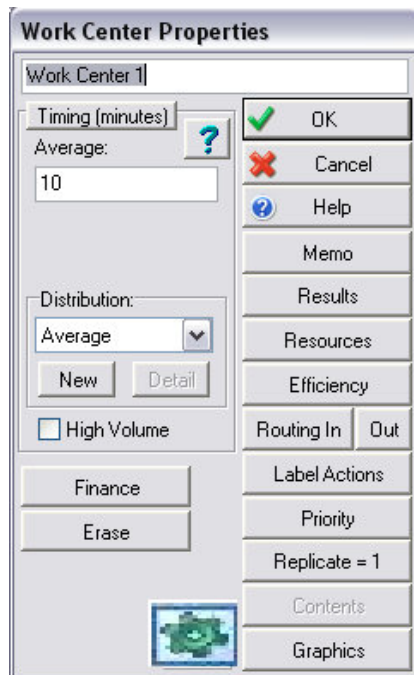 Work Center Properties
Work Center 1
Timing (minutes)
?
Average:
10
Distribution:
Average
New
Detail
High Volume
Finance
Erase
OK
Cancel
? Help
Memo
Results
Resources
Efficiency
Routing In
Out
Label Actions
Priority
Replicate = 1
Contents
Graphics